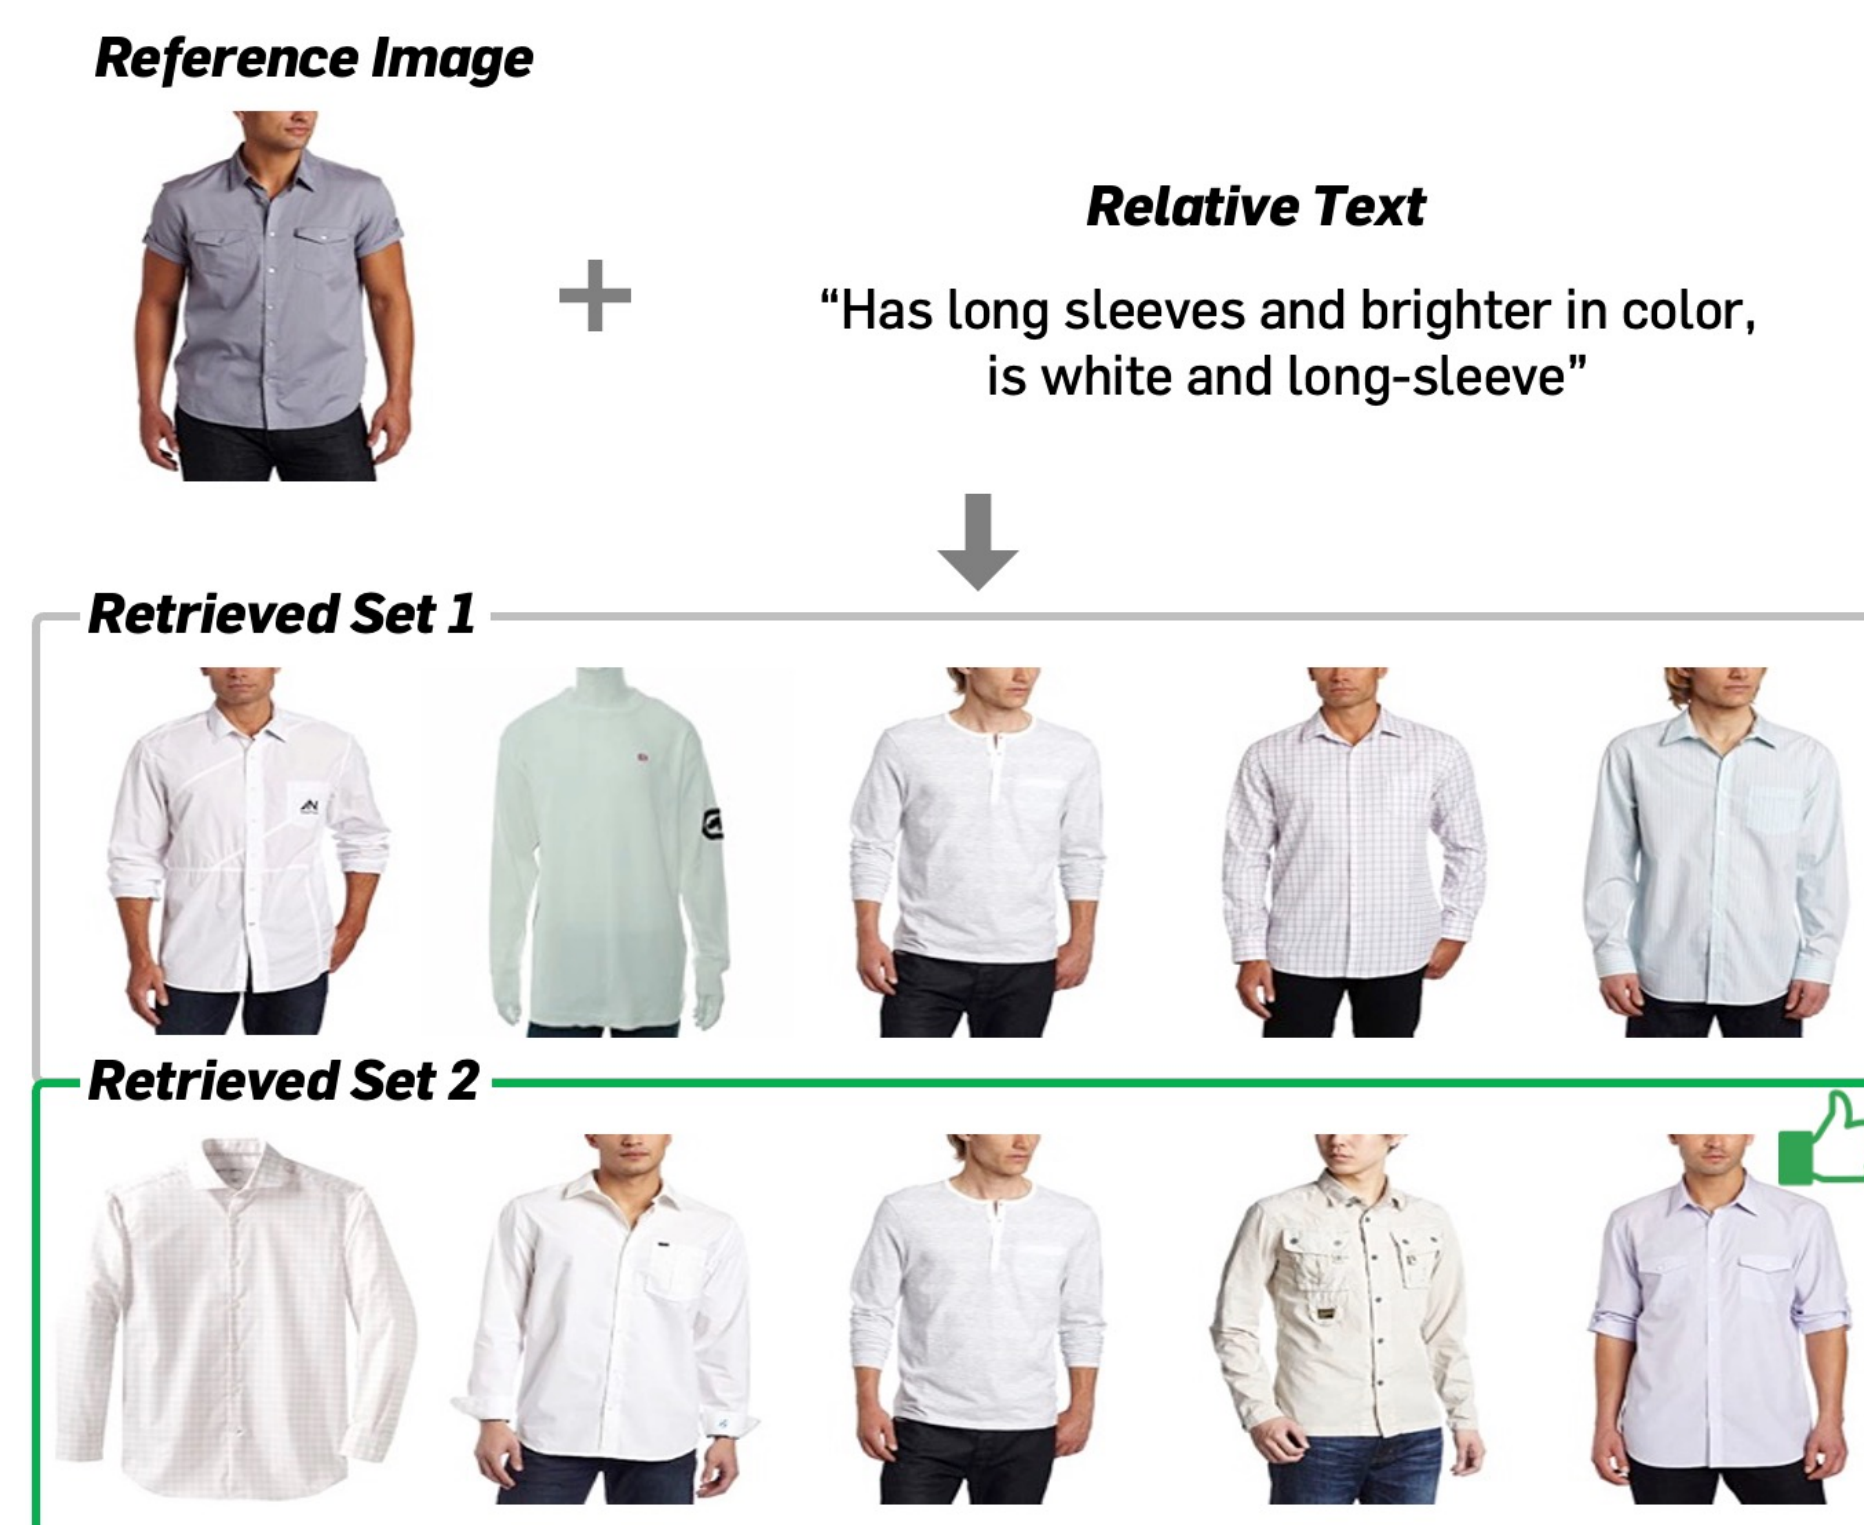 Reference Image
Relative Text
“Has long sleeves and brighter in color,
is white and long-sleeve”
Retrieved Set 1
Retrieved Set 2